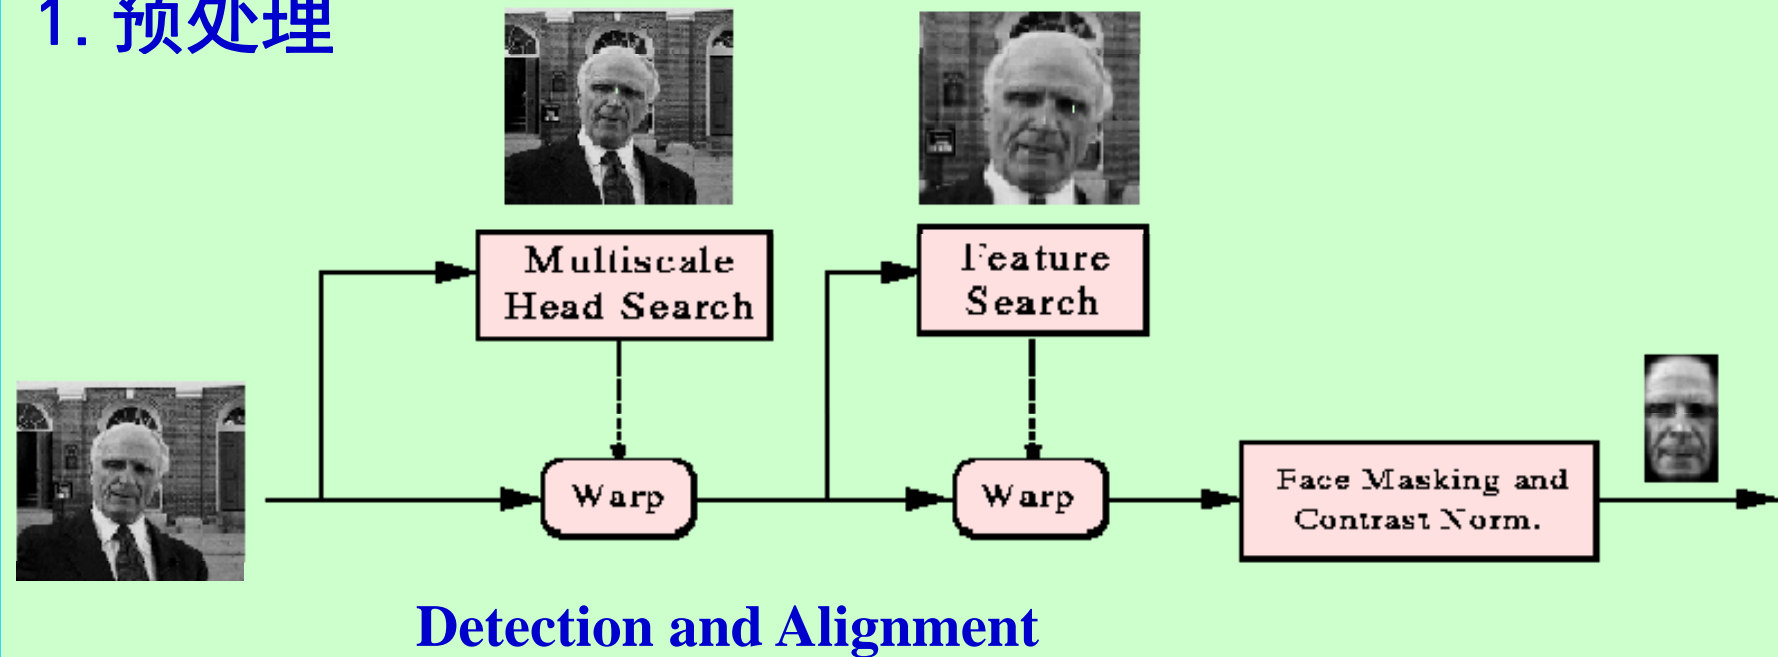 1. 预处理
Multiscale
Head Search
Feature
Search
Warp
Warp
Face Masking and
Contrast Norm.
Detection and Alignment